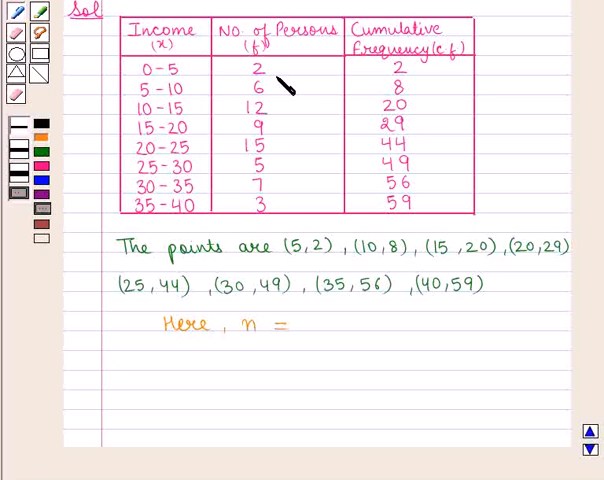 Sol
Income (x) No. of Persons (f) Cumulative Frequency (c f)
0-5 2 2
5-10 6 8
10-15 12 20
15-20 9 29
20-25 15 44
25-30 5 49
30-35 7 56
35-40 3 59
The points are (5,2), (10,8), (15,20), (20,29)
(25,44), (30,49), (35,56), (40,59)
Here, n =